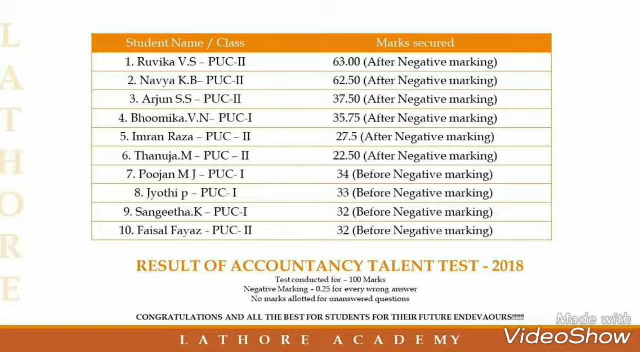 LATHORE
Student Name / Class Marks secured
1. Ruvika V.S – PUC-II 63.00 (After Negative marking)
2. Navya K.B– PUC-II 62.50 (After Negative marking)
3. Arjun S.S – PUC-II 37.50 (After Negative marking)
4. Bhoomika.V.N– PUC-I 35.75 (After Negative marking)
5. Imran Raza – PUC – II 27.5 (After Negative marking)
6. Thanuja.M – PUC – II 22.50 (After Negative marking)
7. Poojan M J – PUC- I 34 (Before Negative marking)
8. Jyothi p – PUC- I 33 (Before Negative marking)
9. Sangeetha.K – PUC-I 32 (Before Negative marking)
10. Faisal Fayaz - PUC- II 32 (Before Negative marking)
RESULT OF ACCOUNTANCY TALENT TEST - 2018
Test conducted for – 100 Marks
Negative Marking – 0.25 for every wrong answer
No marks allotted for unanswered questions
CONGRATULATIONS AND ALL THE BEST FOR STUDENTS FOR THEIR FUTURE ENDEVAOURS!!!!!!
LATHORE ACADEMY
Made with
VideoShow